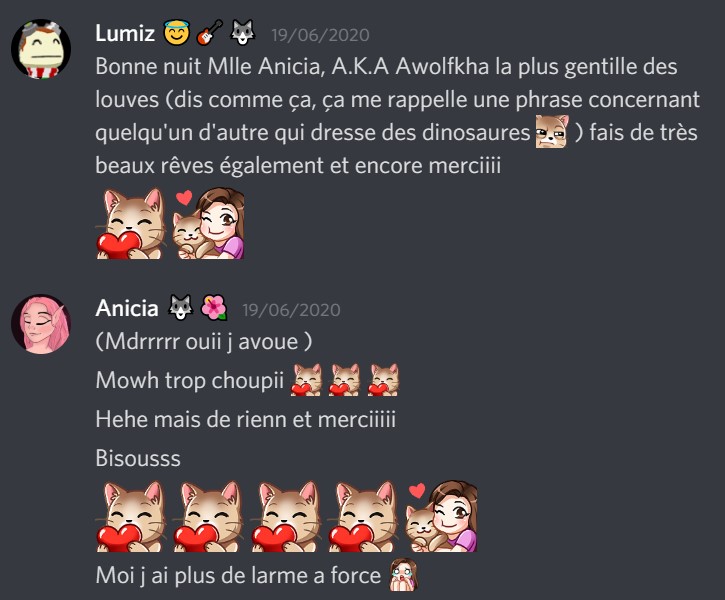 Lumiz 😇 🎸 🐺 19/06/2020
Bonne nuit Mlle Anicia, A.K.A Awolfkha la plus gentille des
louves (dis comme ça, ça me rappelle une phrase concernant
quelqu'un d'autre qui dresse des dinosaures ) fais de très
beaux rêves également et encore merciiii
Anicia 🐺 🌺 19/06/2020
(Mdrrrrr ouii j avoue )
Mowh trop choupii
Hehe mais de rienn et merciiiii
Bisousss
Moi j ai plus de larme a force